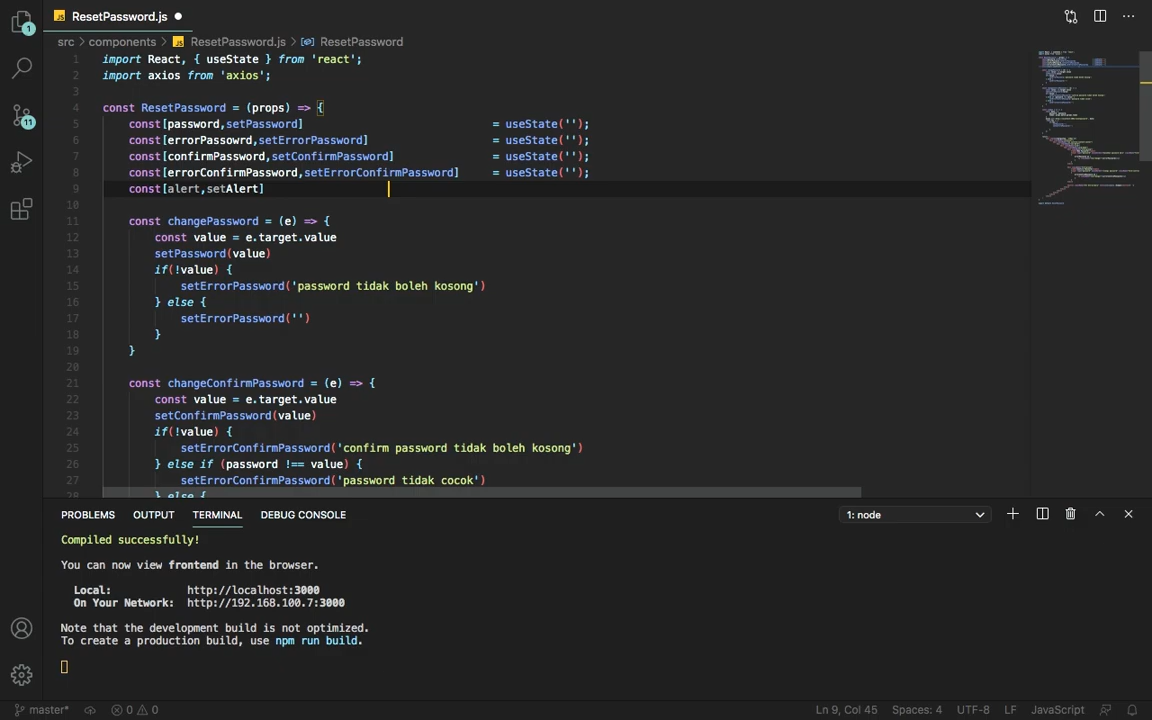 1
JS ResetPassword.js
src > components > JS ResetPassword.js > ResetPassword
1 import React, { useState } from 'react';
2 import axios from 'axios';
3
4 const ResetPassword = (props) => {
5 const[password,setPassword] = useState('');
6 const[errorPassowrd,setErrorPassword] = useState('');
7 const[confirmPassword,setConfirmPassword] = useState('');
8 const[errorConfirmPassword,setErrorConfirmPassword] = useState('');
9 const[alert,setAlert]
10
11 const changePassword = (e) => {
12 const value = e.target.value
13 setPassword(value)
14 if(!value) {
15 setErrorPassword('password tidak boleh kosong')
16 } else {
17 setErrorPassword('')
18 }
19 }
20
21 const changeConfirmPassword = (e) => {
22 const value = e.target.value
23 setConfirmPassword(value)
24 if(!value) {
25 setErrorConfirmPassword('confirm password tidak boleh kosong')
26 } else if (password !== value) {
27 setErrorConfirmPassword('password tidak cocok')
28 } else {
11
PROBLEMS OUTPUT TERMINAL DEBUG CONSOLE 1: node
Compiled successfully!
You can now view frontend in the browser.
Local: http://localhost:3000
On Your Network: http://192.168.100.7:3000
Note that the development build is not optimized.
To create a production build, use npm run build.
master* 0 0 Ln 9, Col 45 Spaces: 4 UTF-8 LF JavaScript